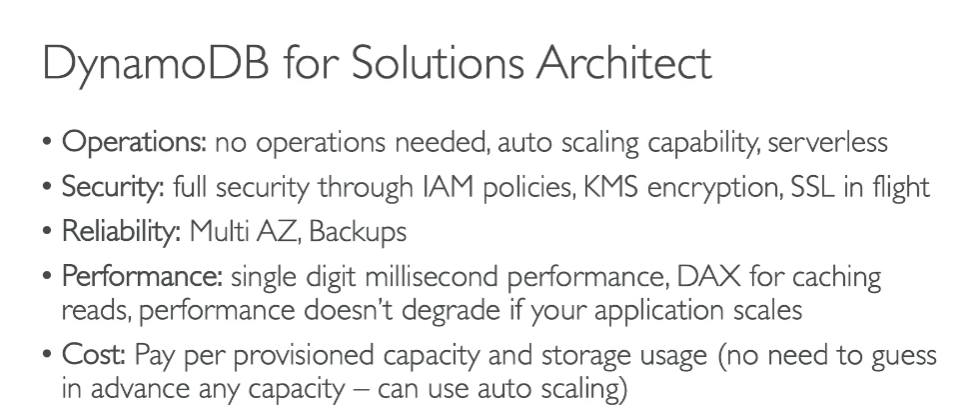 DynamoDB for Solutions Architect
• Operations: no operations needed, auto scaling capability, serverless
• Security: full security through IAM policies, KMS encryption, SSL in flight
• Reliability: Multi AZ, Backups
• Performance: single digit millisecond performance, DAX for caching
reads, performance doesn't degrade if your application scales
• Cost: Pay per provisioned capacity and storage usage (no need to guess
in advance any capacity – can use auto scaling)